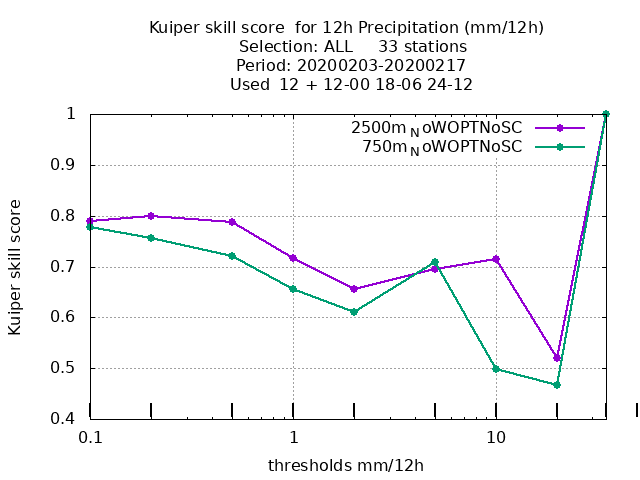 Kuiper skill score  for 12h Precipitation (mm/12h)
Selection: ALL     33 stations
Period: 20200203-20200217
Used  12 + 12-00 18-06 24-12
2500m_NoWOPTNoSC
750m_NoWOPTNoSC
Kuiper skill score
1
0.9
0.8
0.7
0.6
0.5
0.4
0.1
1
10
thresholds mm/12h